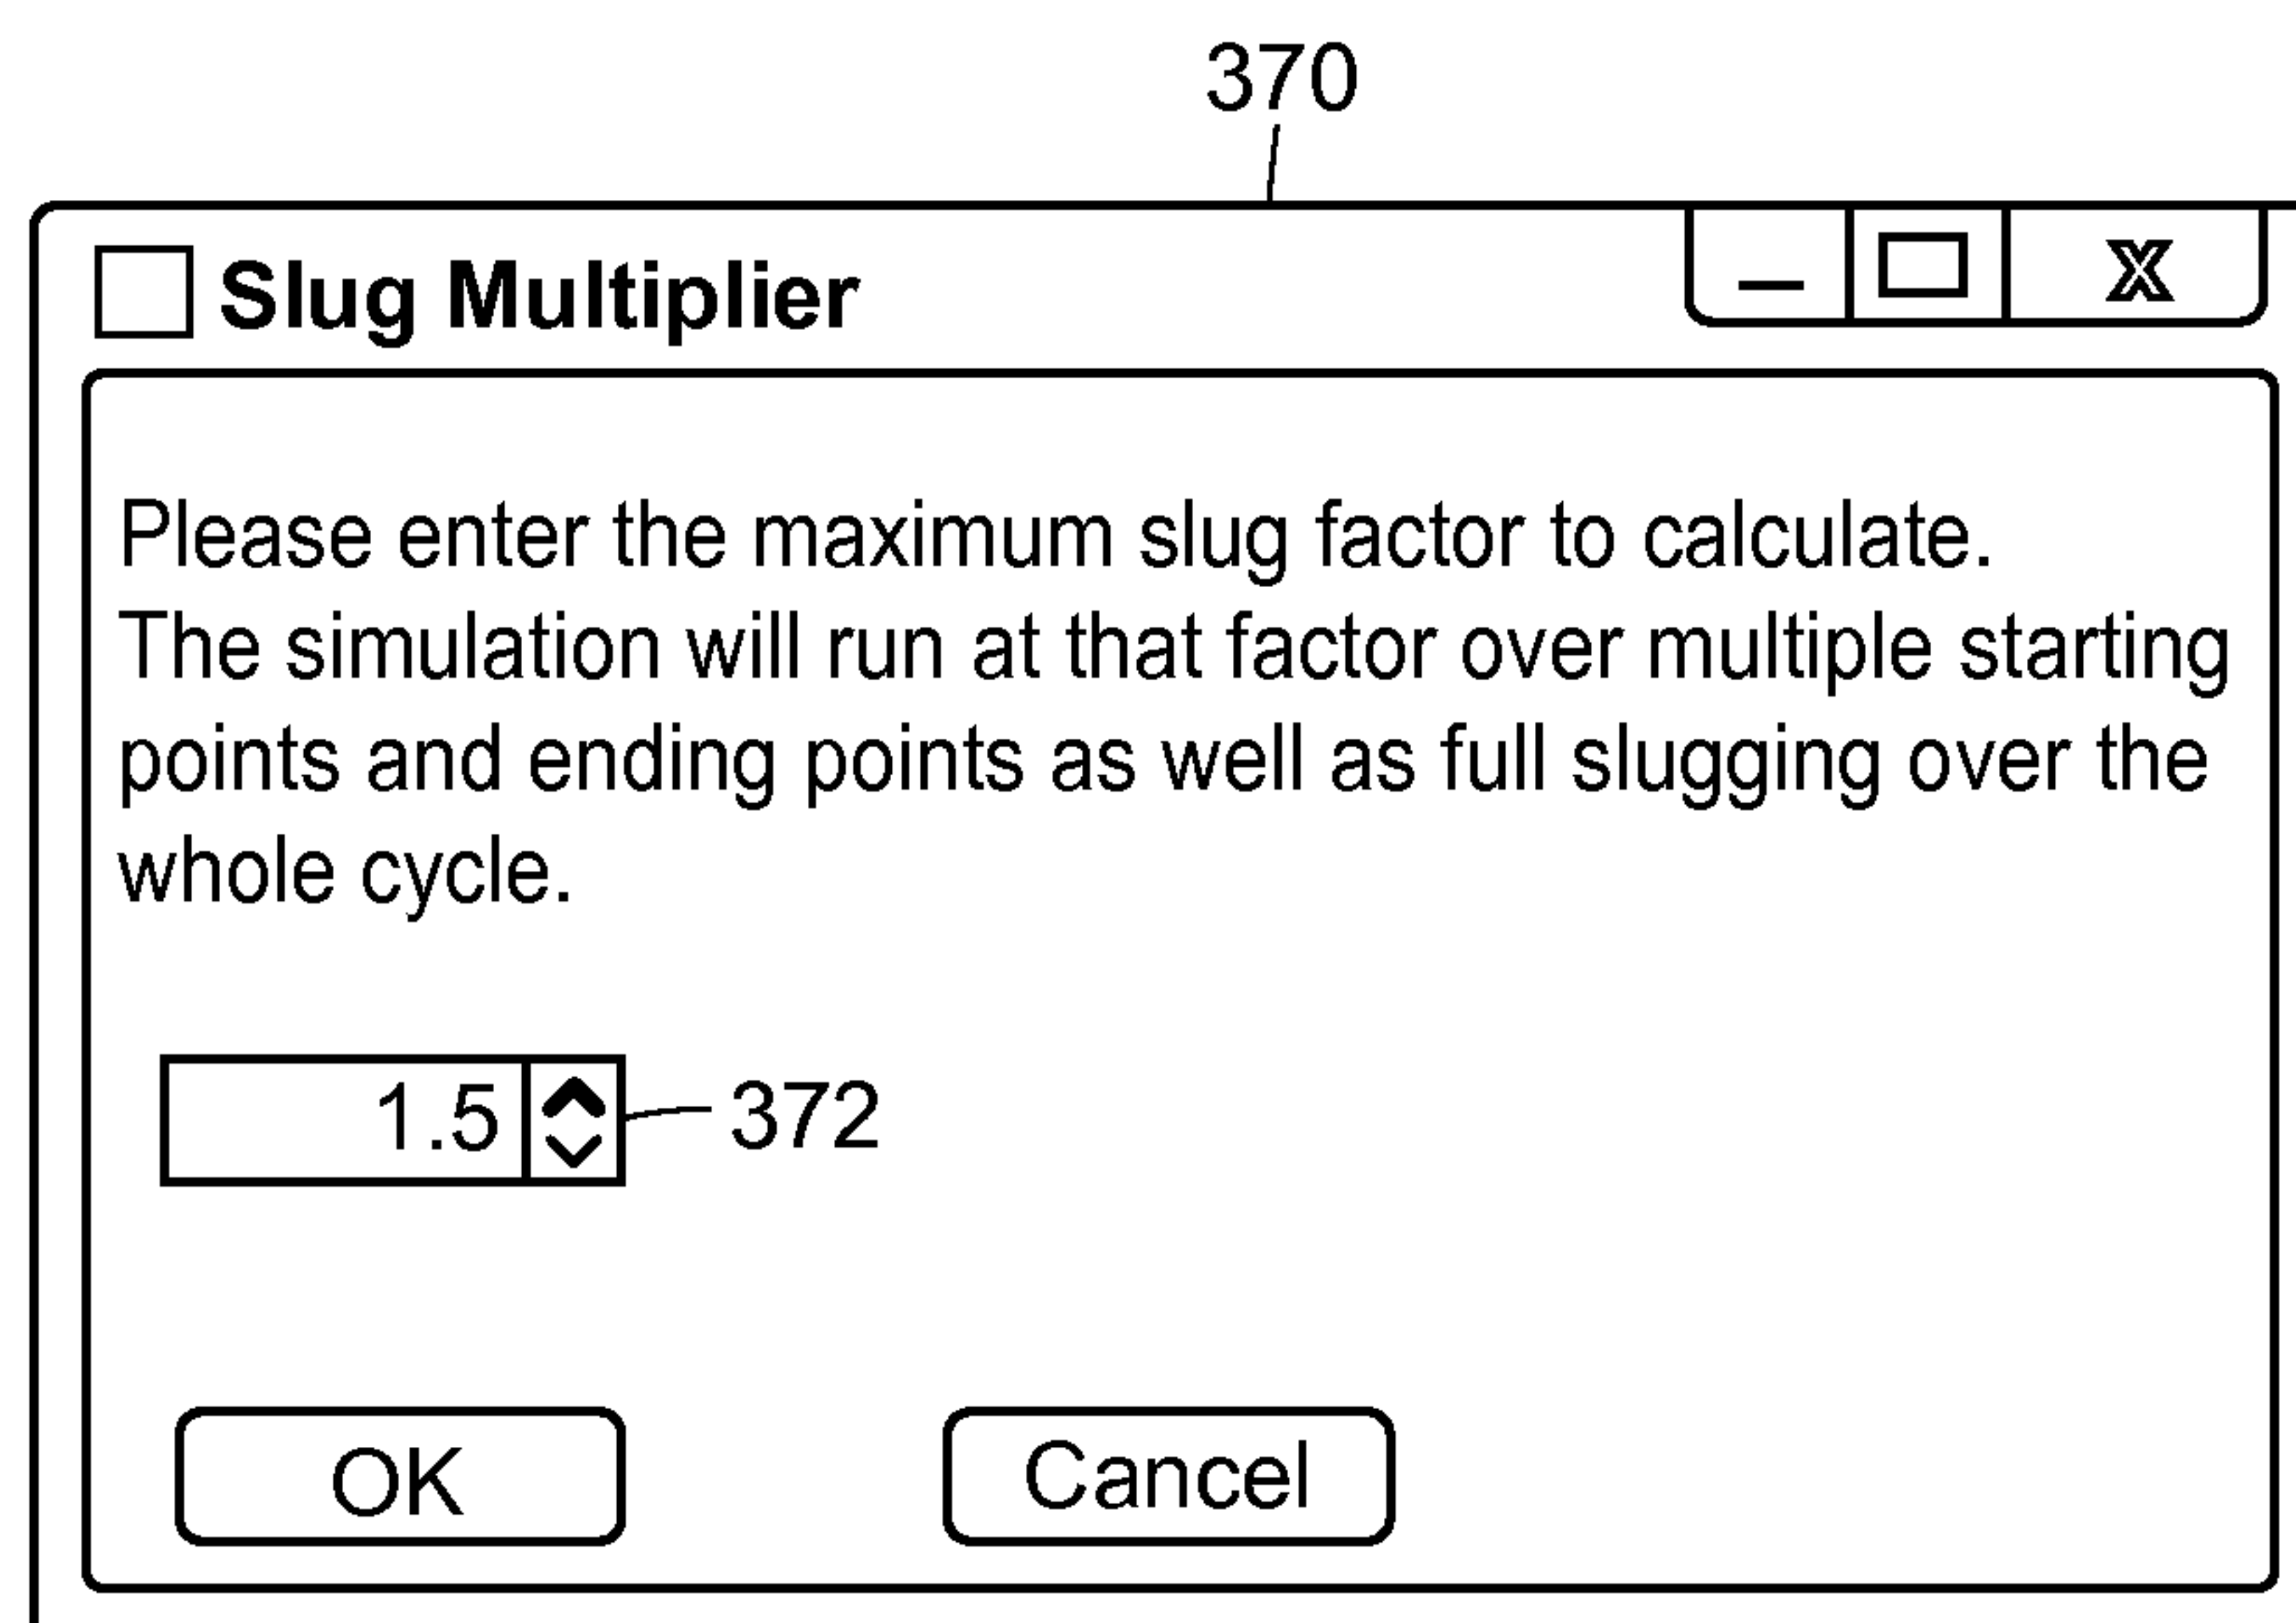 370
Slug Multiplier
X
Please enter the maximum slug factor to calculate.
The simulation will run at that factor over multiple starting
points and ending points as well as full slugging over the
whole cycle.
1.5 372
OK Cancel